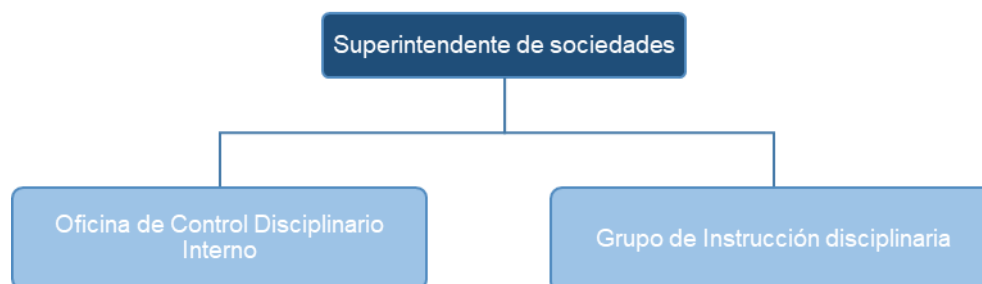 Superintendente de sociedades
Oficina de Control Disciplinario
Interno
Grupo de Instrucción disciplinaria